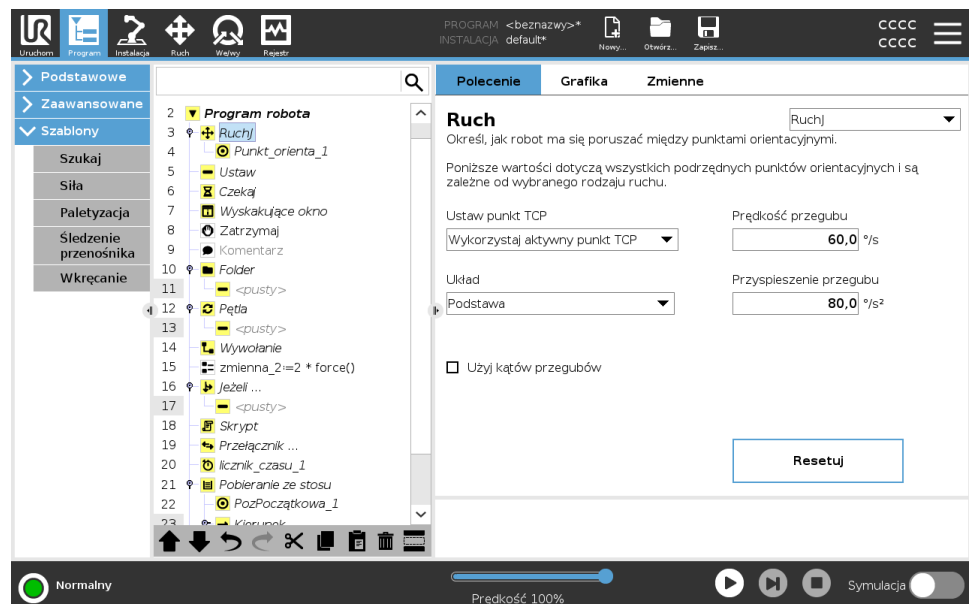 PROGRAM <beznazwy>*
INSTALACJA default*
Uruchom
Program
Instalacja
Ruch
We/wy
Rejestr
Nowy...
Otwórz...
Zapisz...
CCCC
CCCC
Podstawowe
Zaawansowane
Szablony
Szukaj
Siła
Paletyzacja
Śledzenie
przenośnika
Wkręcanie
2 Program robota
3 RuchJ
4 Punkt_orienta_1
5 Ustaw
6 Czekaj
7 Wyskakujące okno
8 Zatrzymaj
9 Komentarz
10 Folder
11 <pusty>
12 Pętla
13 <pusty>
14 Wywołanie
15 zmienna_2≔2 * force()
16 Jeżeli ...
17 <pusty>
18 Skrypt
19 Przełącznik ...
20 licznik_czasu_1
21 Pobieranie ze stosu
22 PozPoczątkowa_1
23 Kierunek
Polecenie
Grafika
Zmienne
Ruch
RuchJ
Określ, jak robot ma się poruszać między punktami orientacyjnymi.
Poniższe wartości dotyczą wszystkich podrzędnych punktów orientacyjnych i są
zależne od wybranego rodzaju ruchu.
Ustaw punkt TCP
Prędkość przegubu
Wykorzystaj aktywny punkt TCP
60,0 °/s
Układ
Przyspieszenie przegubu
Podstawa
80,0 °/s²
Użyj kątów przegubów
Resetuj
Normalny
Prędkość 100%
Symulacja